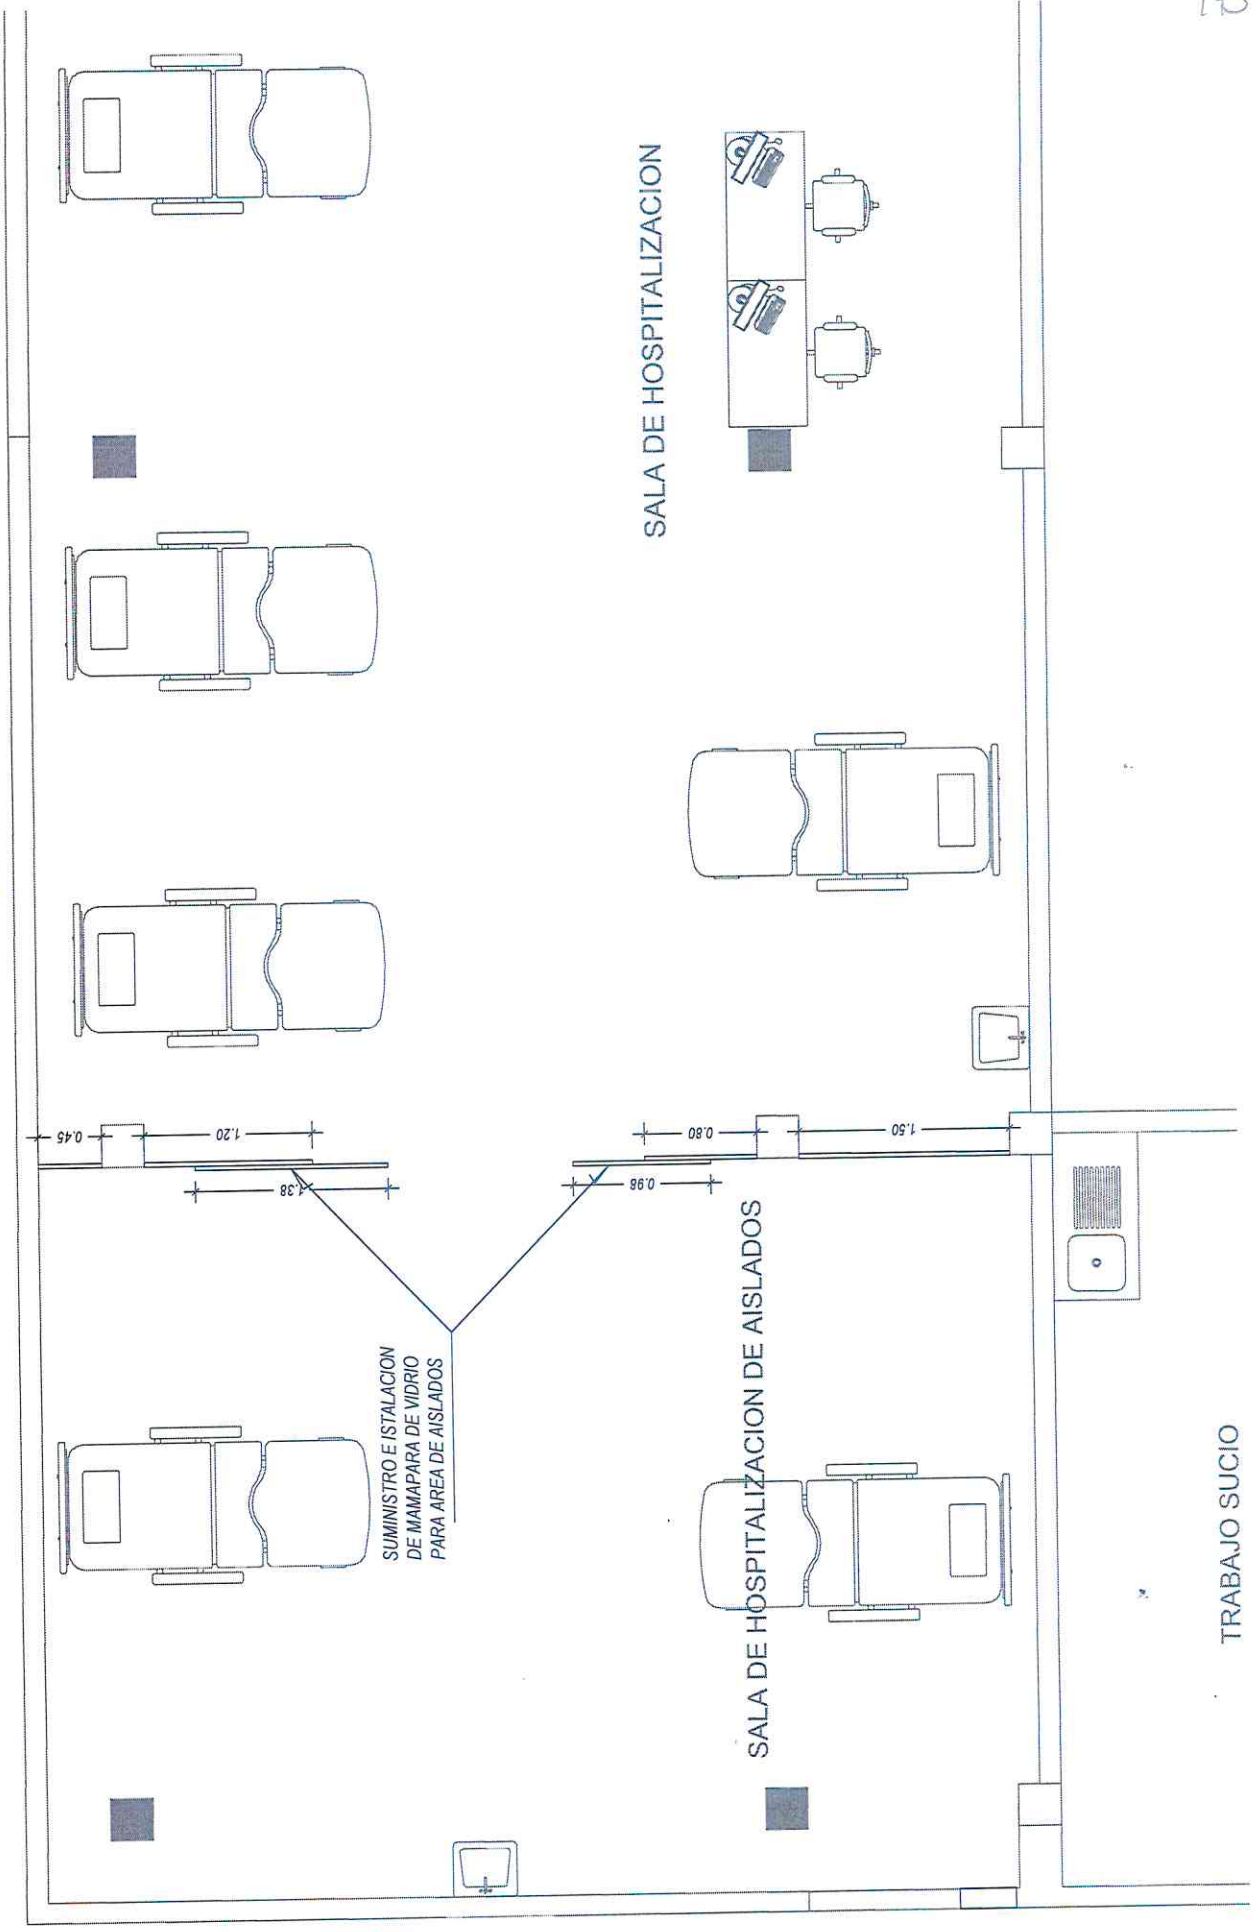 SALA DE HOSPITALIZACION
0.45
1.20
1.38
0.98
0.80
1.50
SUMINISTRO E ISTALACION
DE MAMAPARA DE VIDRIO
PARA AREA DE AISLADOS
SALA DE HOSPITALIZACION DE AISLADOS
TRABAJO SUCIO